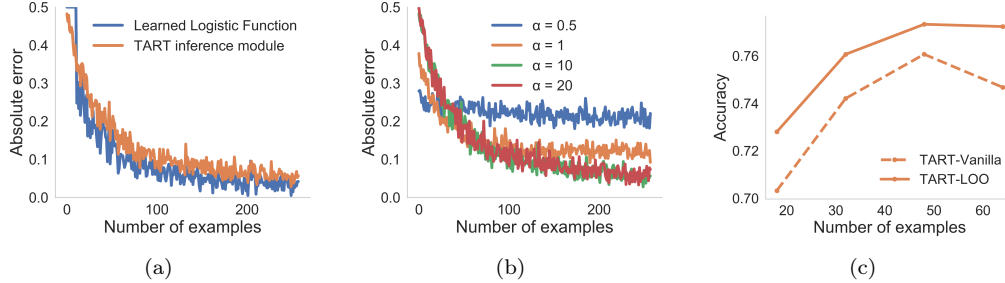 0.5
0.4
0.3
0.2
0.1
0.0
Absolute error
Learned Logistic Function
TART inference module
0
100
200
Number of examples
(a)
0.5
0.4
0.3
0.2
0.1
0.0
Absolute error
α = 0.5
α = 1
α = 10
α = 20
0
100
200
Number of examples
(b)
0.76
0.74
0.72
0.70
Accuracy
TART-Vanilla
TART-LOO
20
30
40
50
60
Number of examples
(c)